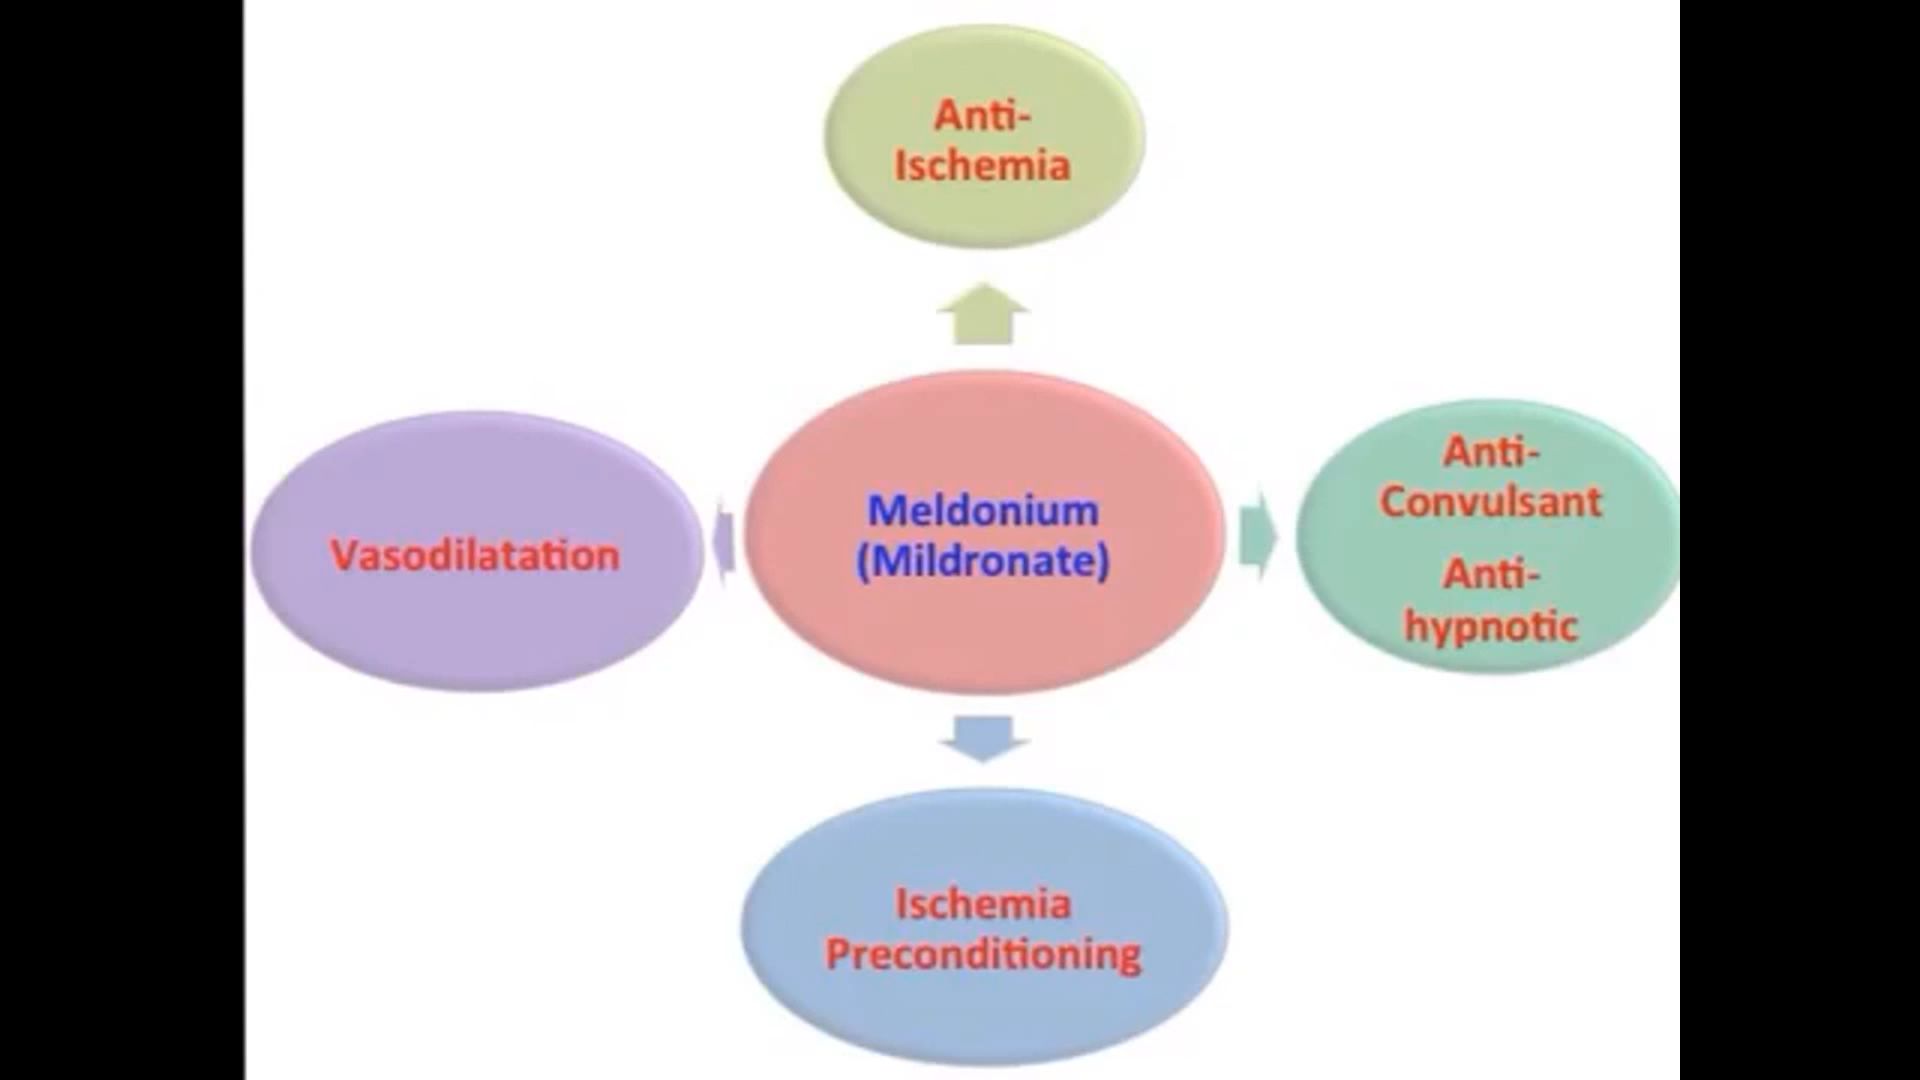 Anti-
Ischemia
Vasodilatation
Meldonium
(Mildronate)
Anti-
Convulsant
Anti-
hypnotic
Ischemia
Preconditioning